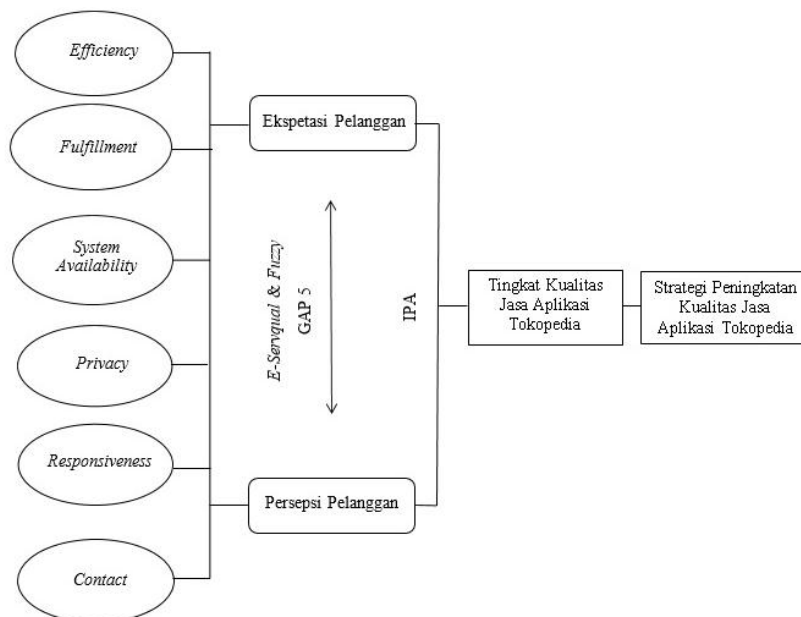 Efficiency
Fulfillment
System
Availability
Privacy
Responsiveness
Contact
Ekspetasi Pelanggan
E-Servqual & Fuzzy
GAP 5
Persepsi Pelanggan
IPA
Tingkat Kualitas
Jasa Aplikasi
Tokopedia
Strategi Peningkatan
Kualitas Jasa
Aplikasi Tokopedia